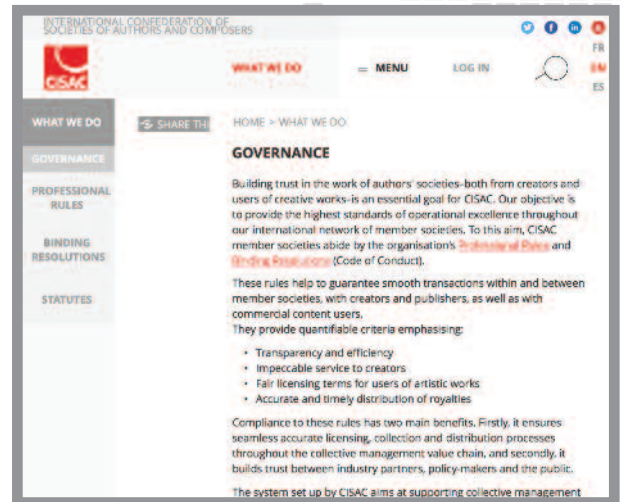 INTERNATIONAL CONFEDERATION OF
SOCIETIES OF AUTHORS AND COMPOSERS
FR
CISAC
WHAT WE DO
= MENU
LOG IN
EN
ES
WHAT WE DO
SHARE THI
HOME > WHAT WE DO
GOVERNANCE
GOVERNANCE
PROFESSIONAL
RULES
BINDING
RESOLUTIONS
STATUTES
Building trust in the work of authors' societies–both from creators and
users of creative works–is an essential goal for CISAC. Our objective is
to provide the highest standards of operational excellence throughout
our international network of member societies. To this aim, CISAC
member societies abide by the organisation's Professional Rules and
Binding Resolutions (Code of Conduct).
These rules help to guarantee smooth transactions within and between
member societies, with creators and publishers, as well as with
commercial content users.
They provide quantifiable criteria emphasising:
• Transparency and efficiency
• Impeccable service to creators
• Fair licensing terms for users of artistic works
• Accurate and timely distribution of royalties
Compliance to these rules has two main benefits. Firstly, it ensures
seamless accurate licensing, collection and distribution processes
throughout the collective management value chain, and secondly, it
builds trust between industry partners, policy-makers and the public.
The system set up by CISAC aims at supporting collective management